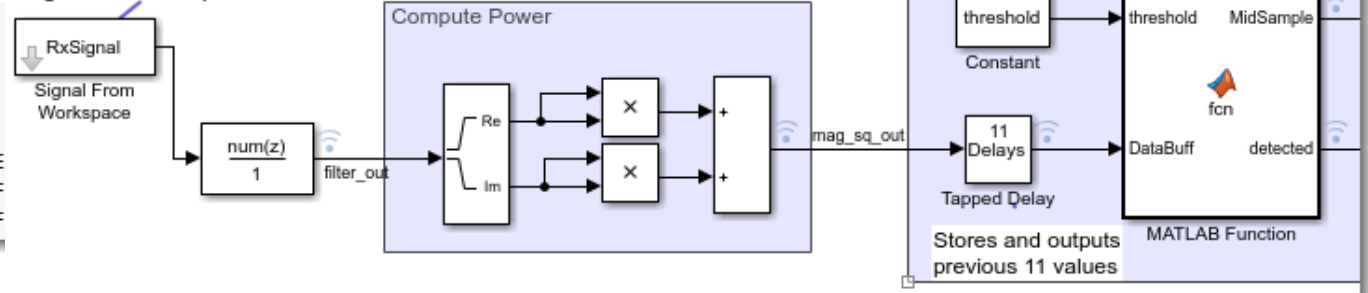 Compute Power
RxSignal
Signal From
Workspace
num(z)
1
filter_out
Re
Im
×
×
+
+
mag_sq_out
threshold
Constant
11
Delays
Tapped Delay
Stores and outputs
previous 11 values
threshold
MidSample
fcn
DataBuff
detected
MATLAB Function